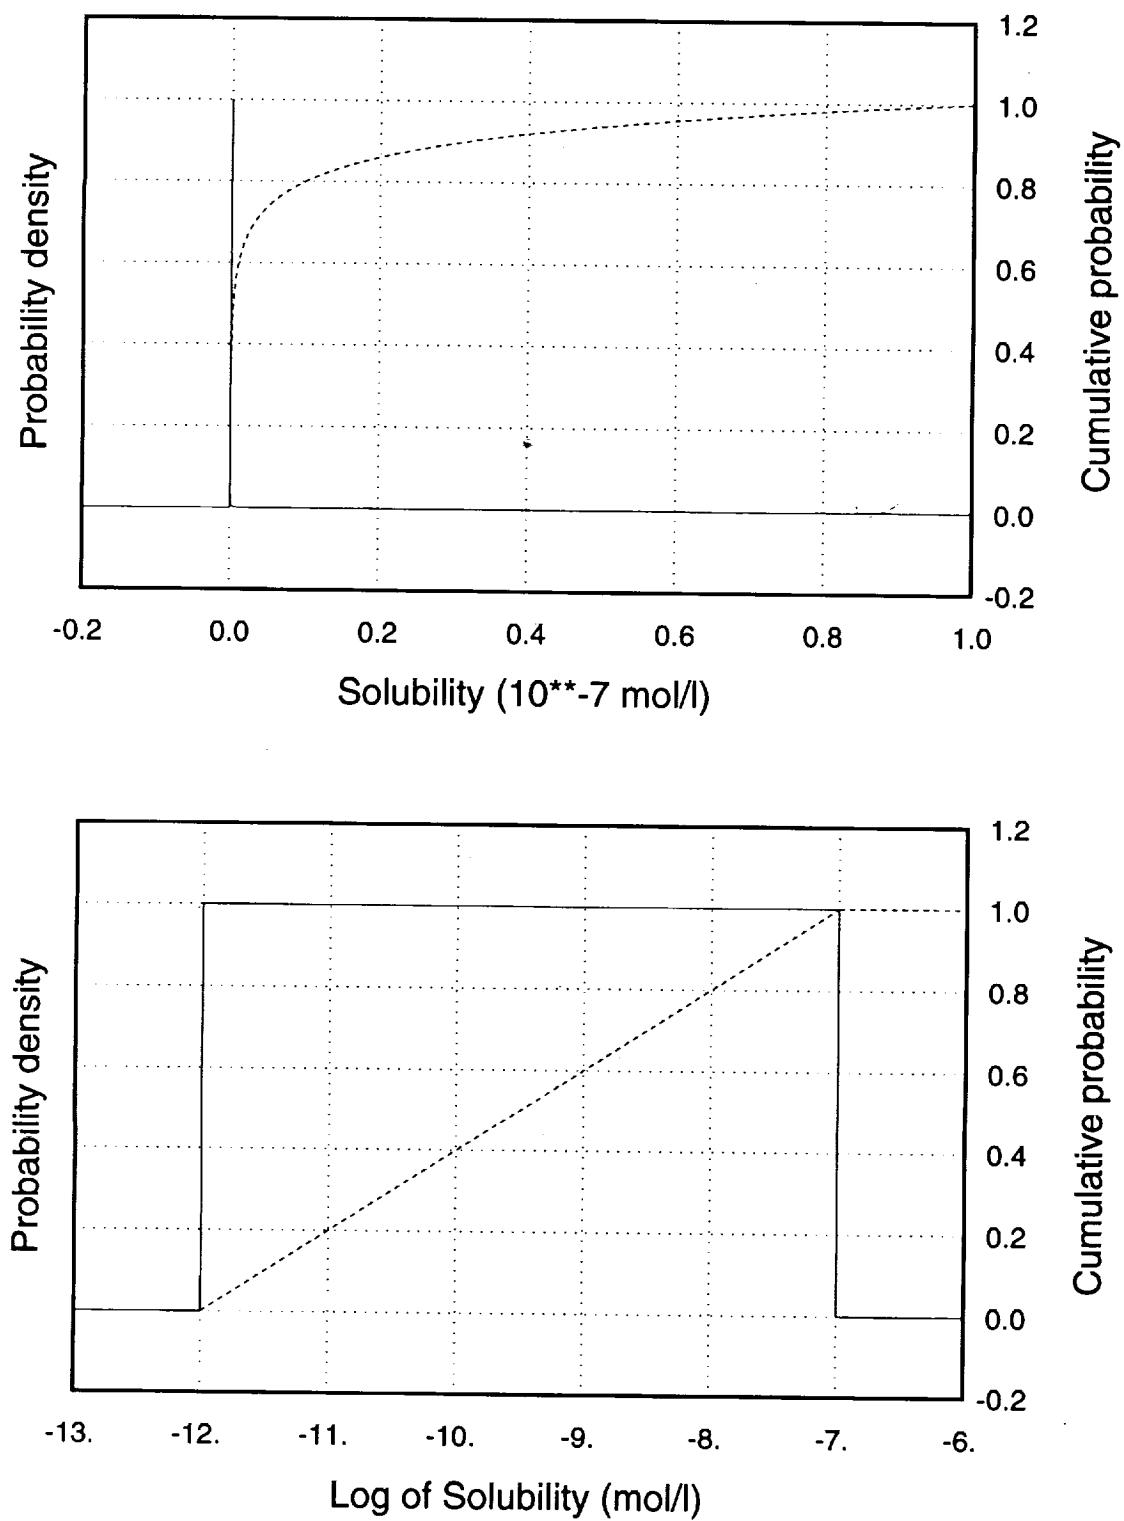 1.2
1.0
0.8
0.6
0.4
0.2
0.0
-0.2
Probability density
Cumulative probability
-0.2 0.0 0.2 0.4 0.6 0.8 1.0
Solubility (10**-7 mol/l)
1.2
1.0
0.8
0.6
0.4
0.2
0.0
-0.2
Probability density
Cumulative probability
-13. -12. -11. -10. -9. -8. -7. -6.
Log of Solubility (mol/l)